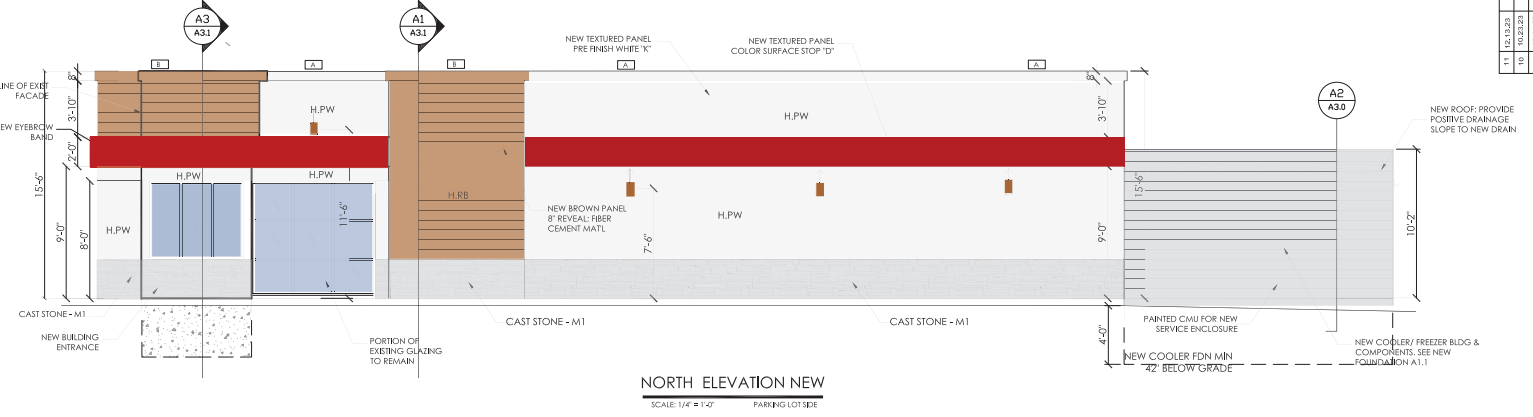 A3
A3.1
A1
A3.1
11 12.13.23
10 10.23.23
NEW TEXTURED PANEL
PRE FINISH WHITE "K"
NEW TEXTURED PANEL
COLOR SURFACE STOP "D"
B
A
B
A
A
LINE OF EXIST
FACADE
8"
3'-10"
H.PW
H.PW
8"
3'-10"
A2
A3.0
NEW ROOF: PROVIDE
POSITIVE DRAINAGE
SLOPE TO NEW DRAIN
EW EYEBROW
BAND
2'-0"
15'-6"
9'-0"
8'-0"
H.PW
H.PW
H.PW
11'-6"
H.RB
NEW BROWN PANEL
8" REVEAL: FIBER
CEMENT MAT'L
7'-6"
H.PW
9'-0"
15'-6"
10'-2"
CAST STONE - M1
NEW BUILDING
ENTRANCE
PORTION OF
EXISTING GLAZING
TO REMAIN
CAST STONE - M1
CAST STONE - M1
PAINTED CMU FOR NEW
SERVICE ENCLOSURE
4'-0"
NEW COOLER FDN MIN
42" BELOW GRADE
NEW COOLER/ FREEZER BLDG &
COMPONENTS. SEE NEW
FOUNDATION A1.1
NORTH ELEVATION NEW
SCALE: 1/4" = 1'-0" PARKING LOT SIDE